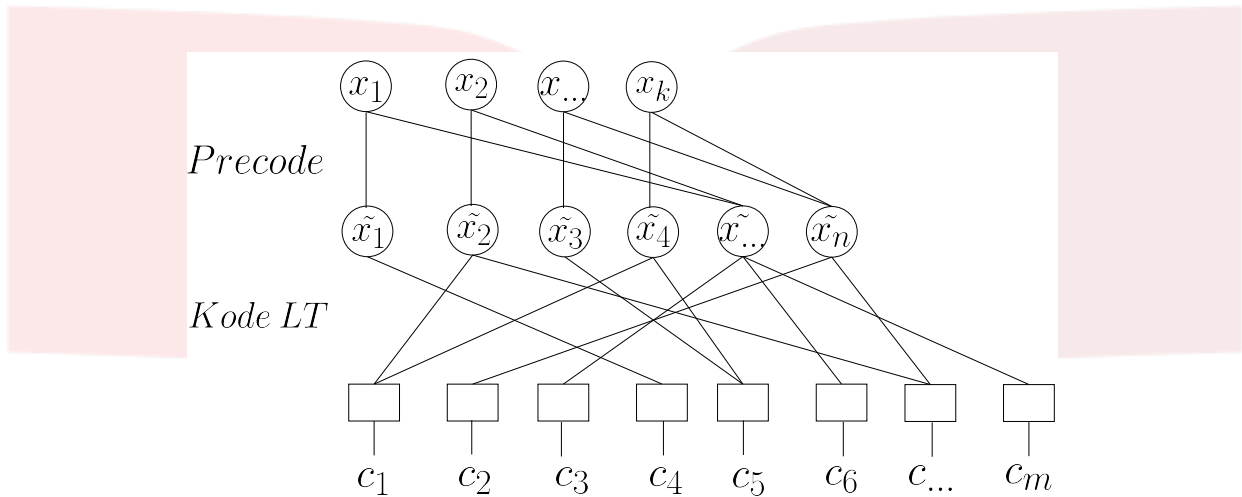 x₁ x₂ x... xₖ
Precode
x̃₁ x̃₂ x̃₃ x̃₄ x̃... x̃ₙ
Kode LT
c₁ c₂ c₃ c₄ c₅ c₆ c... cₘ